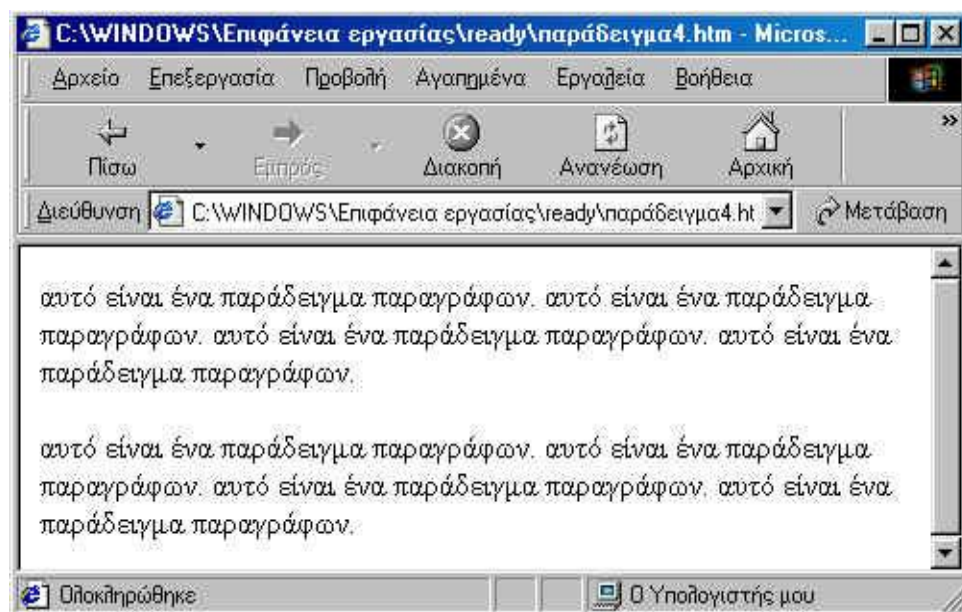 C:\WINDOWS\Επιφάνεια εργασίας\ready\παράδειγμα4.htm - Micros...
Αρχείο Επεξεργασία Προβολή Αγαπημένα Εργαλεία Βοήθεια
Πίσω Εμπρός Διακοπή Ανανέωση Αρχική »
Διεύθυνση C:\WINDOWS\Επιφάνεια εργασίας\ready\παράδειγμα4.ht Μετάβαση
αυτό είναι ένα παράδειγμα παραγράφων. αυτό είναι ένα παράδειγμα
παραγράφων. αυτό είναι ένα παράδειγμα παραγράφων. αυτό είναι ένα
παράδειγμα παραγράφων.
αυτό είναι ένα παράδειγμα παραγράφων. αυτό είναι ένα παράδειγμα
παραγράφων. αυτό είναι ένα παράδειγμα παραγράφων. αυτό είναι ένα
παράδειγμα παραγράφων.
Ολοκληρώθηκε Ο Υπολογιστής μου